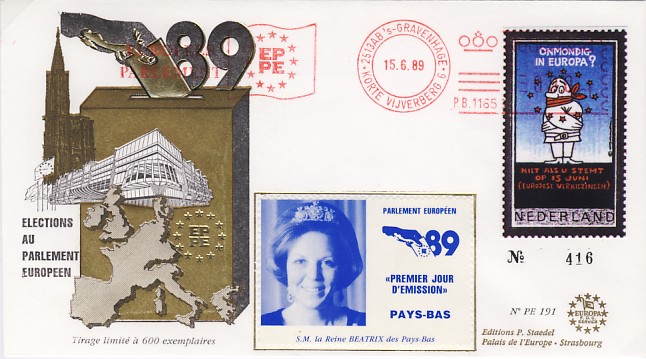 89
EP
PE
2513AB 's-GRAVENHAGE
15.6.89
KORTE VIJVERBERG 6
P.B. 1165
ONMONDIG
IN EUROPA?
NIET ALS U STEMT
OP 15 JUNI
(EUROPESE VERKIEZINGEN)
NEDERLAND
No 416
ELECTIONS
AU
PARLEMENT
EUROPEEN
EP
PE
PARLEMENT EUROPÉEN
89
«PREMIER JOUR
D'ÉMISSION»
PAYS-BAS
S.M. la Reine BEATRIX des Pays-Bas
Tirage limité à 600 exemplaires
No PE 191
EUROPA
Editions P. Staedel
Palais de l'Europe - Strasbourg